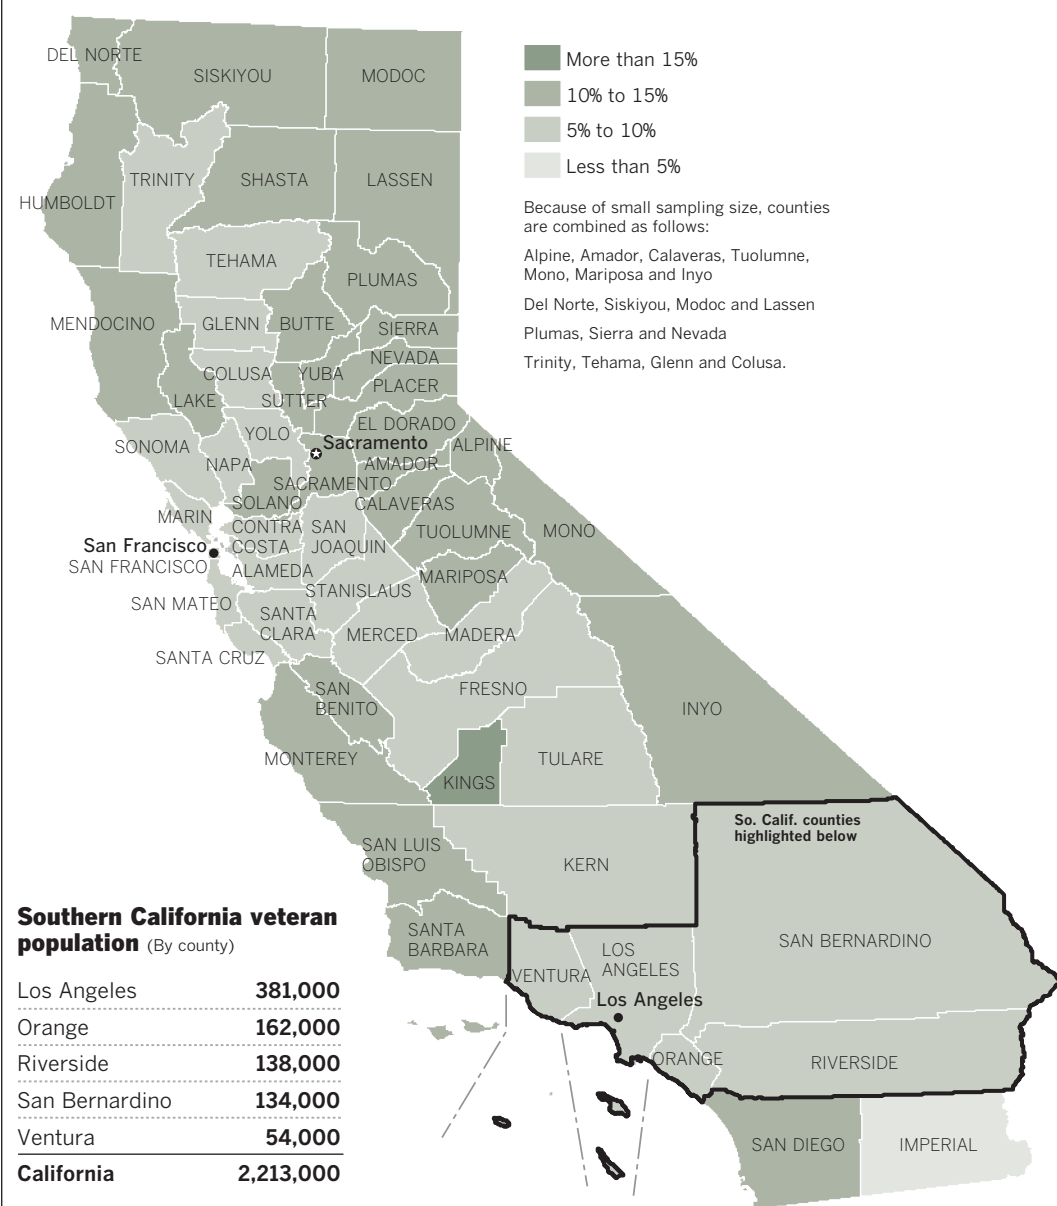 More than 15%
10% to 15%
5% to 10%
Less than 5%
Because of small sampling size, counties
are combined as follows:
Alpine, Amador, Calaveras, Tuolumne,
Mono, Mariposa and Inyo
Del Norte, Siskiyou, Modoc and Lassen
Plumas, Sierra and Nevada
Trinity, Tehama, Glenn and Colusa.
DEL NORTE
SISKIYOU
MODOC
TRINITY
SHASTA
LASSEN
HUMBOLDT
TEHAMA
PLUMAS
MENDOCINO
GLENN
BUTTE
SIERRA
NEVADA
COLUSA
YUBA
PLACER
LAKE
SUTTER
EL DORADO
YOLO
SONOMA
Sacramento
ALPINE
NAPA
AMADOR
SACRAMENTO
SOLANO
CALAVERAS
MARIN
CONTRA
COSTA
SAN
JOAQUIN
TUOLUMNE
MONO
San Francisco
SAN FRANCISCO
ALAMEDA
MARIPOSA
STANISLAUS
SAN MATEO
SANTA
CLARA
MERCED
MADERA
SANTA CRUZ
SAN
BENITO
FRESNO
INYO
MONTEREY
TULARE
KINGS
So. Calif. counties
highlighted below
SAN LUIS
OBISPO
KERN
SANTA
BARBARA
SAN BERNARDINO
VENTURA
LOS
ANGELES
Los Angeles
ORANGE
RIVERSIDE
SAN DIEGO
IMPERIAL
Southern California veteran
population (By county)
Los Angeles 381,000
Orange 162,000
Riverside 138,000
San Bernardino 134,000
Ventura 54,000
California 2,213,000